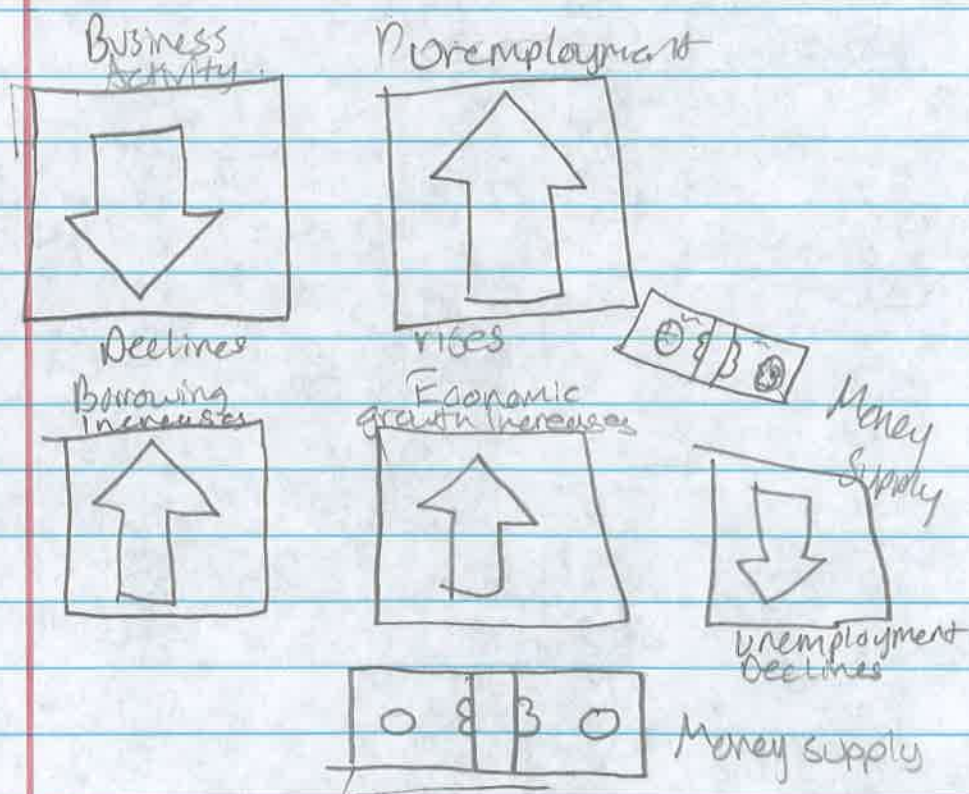 Business
Activity
Unemployment
Declines
rises
Borrowing
Increases
Economic
growth increases
Money
Supply
Unemployment
Declines
Money supply